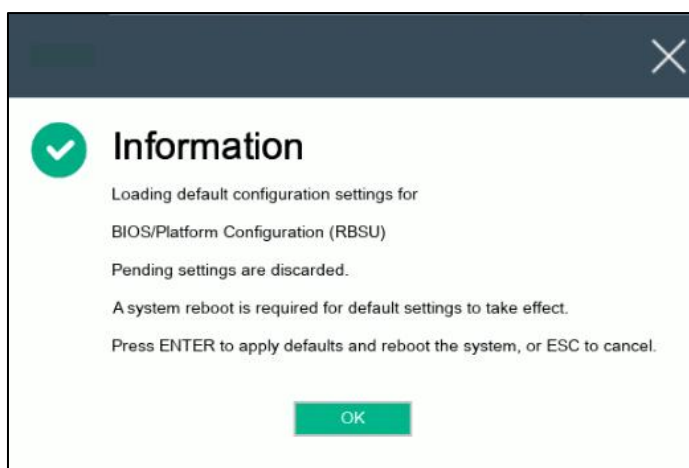 Information
Loading default configuration settings for
BIOS/Platform Configuration (RBSU)
Pending settings are discarded.
A system reboot is required for default settings to take effect.
Press ENTER to apply defaults and reboot the system, or ESC to cancel.
OK